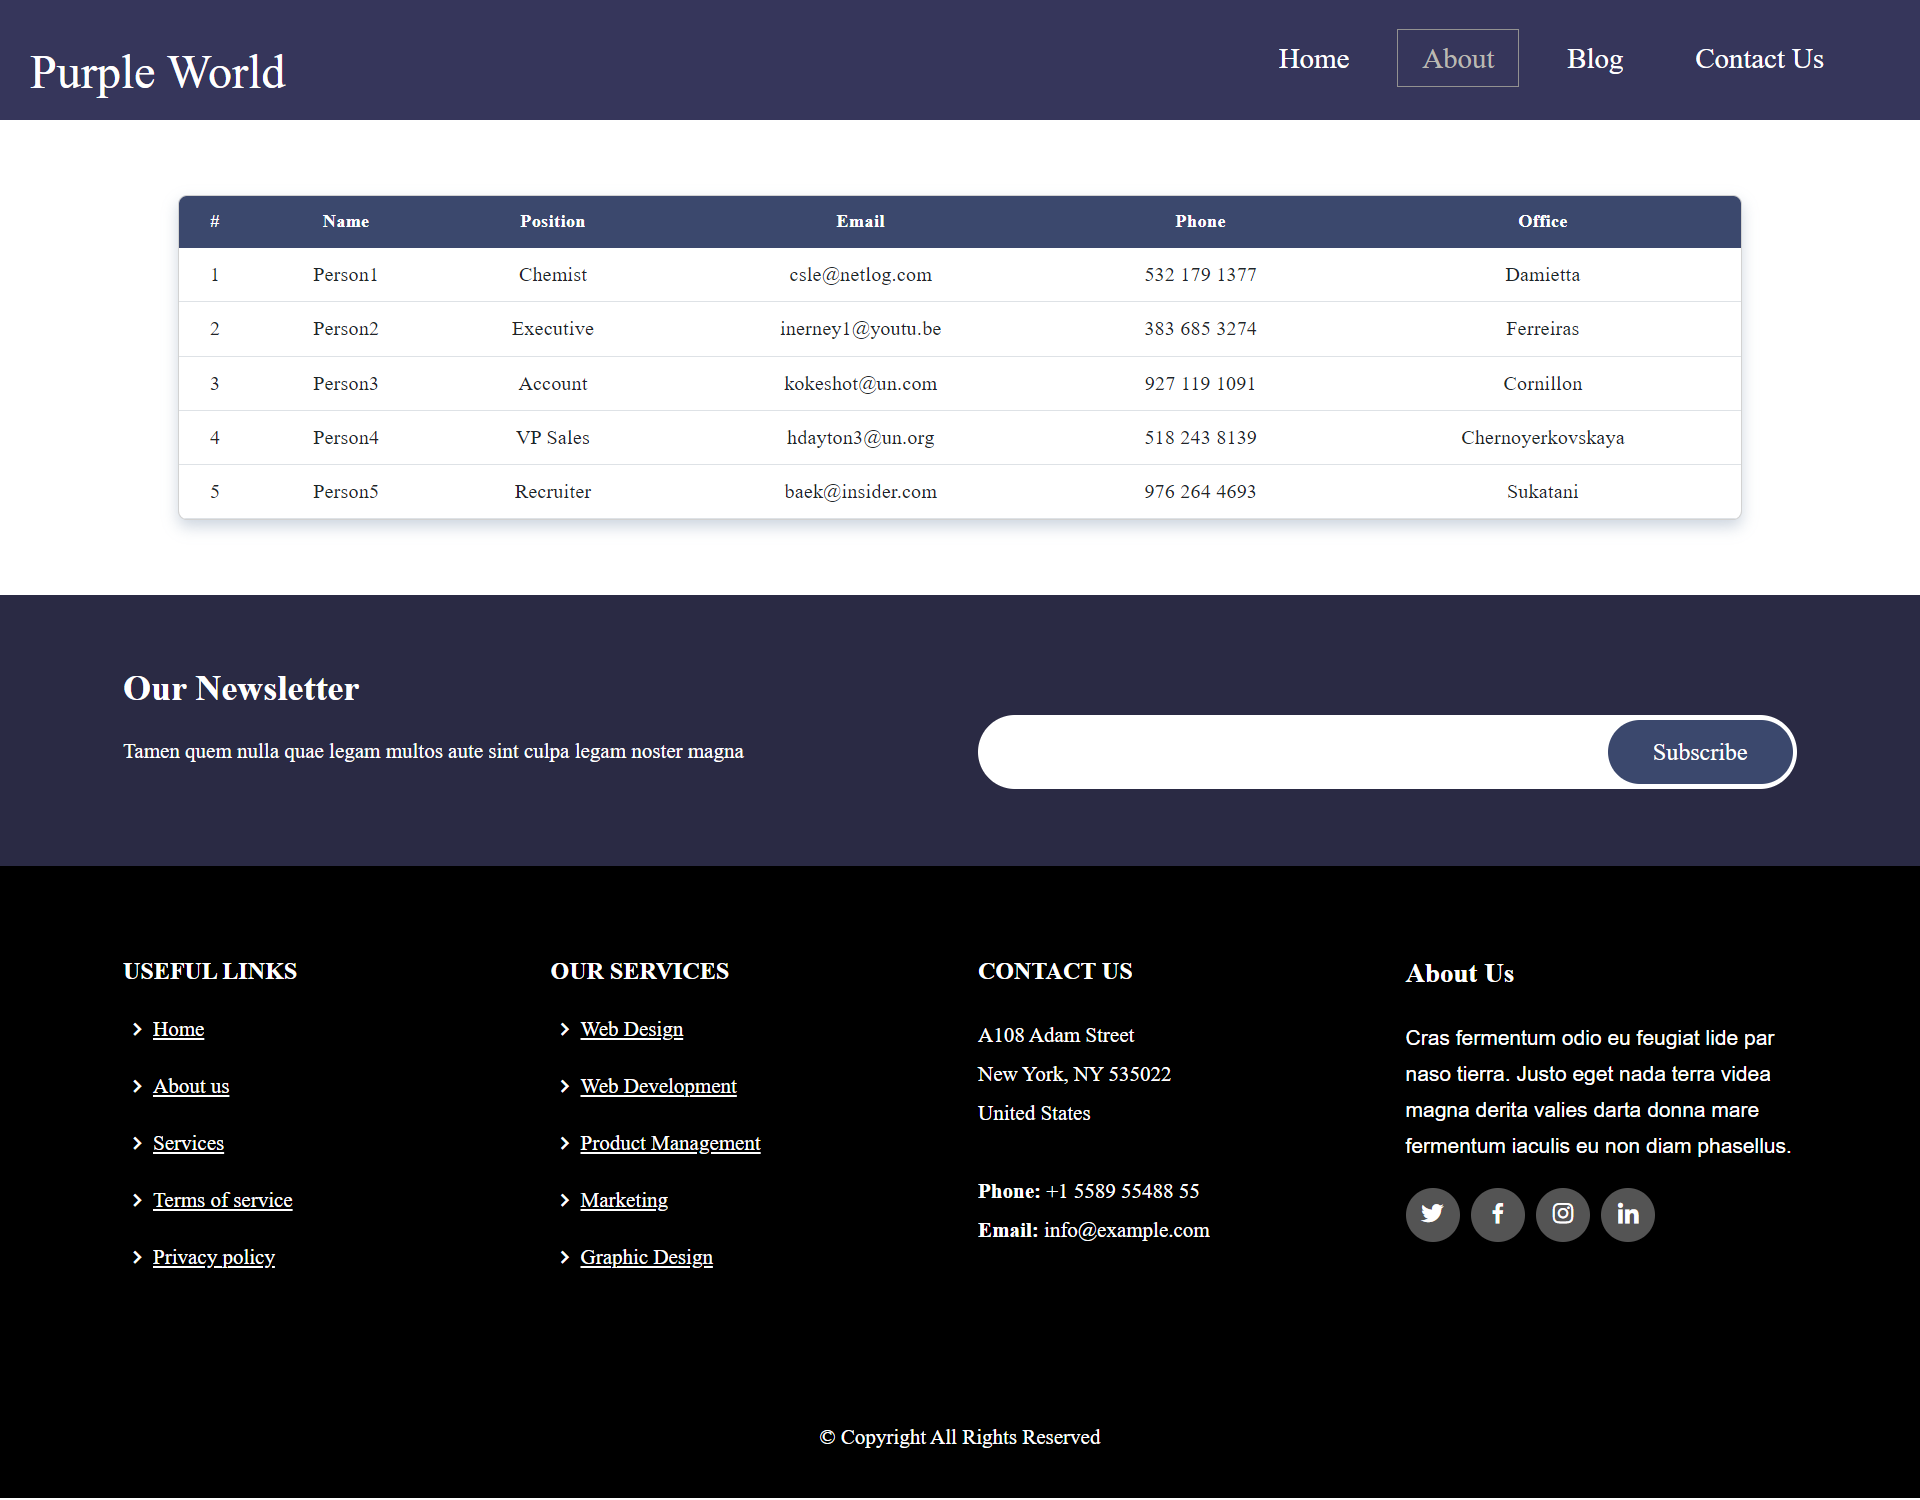 Purple World
Home About Blog Contact Us
# Name Position Email Phone Office
1 Person1 Chemist csle@netlog.com 532 179 1377 Damietta
2 Person2 Executive inerney1@youtu.be 383 685 3274 Ferreiras
3 Person3 Account kokeshot@un.com 927 119 1091 Cornillon
4 Person4 VP Sales hdayton3@un.org 518 243 8139 Chernoyerkovskaya
5 Person5 Recruiter baek@insider.com 976 264 4693 Sukatani
Our Newsletter
Tamen quem nulla quae legam multos aute sint culpa legam noster magna
Subscribe
USEFUL LINKS
Home
About us
Services
Terms of service
Privacy policy
OUR SERVICES
Web Design
Web Development
Product Management
Marketing
Graphic Design
CONTACT US
A108 Adam Street
New York, NY 535022
United States
Phone: +1 5589 55488 55
Email: info@example.com
About Us
Cras fermentum odio eu feugiat lide par
naso tierra. Justo eget nada terra videa
magna derita valies darta donna mare
fermentum iaculis eu non diam phasellus.
© Copyright All Rights Reserved